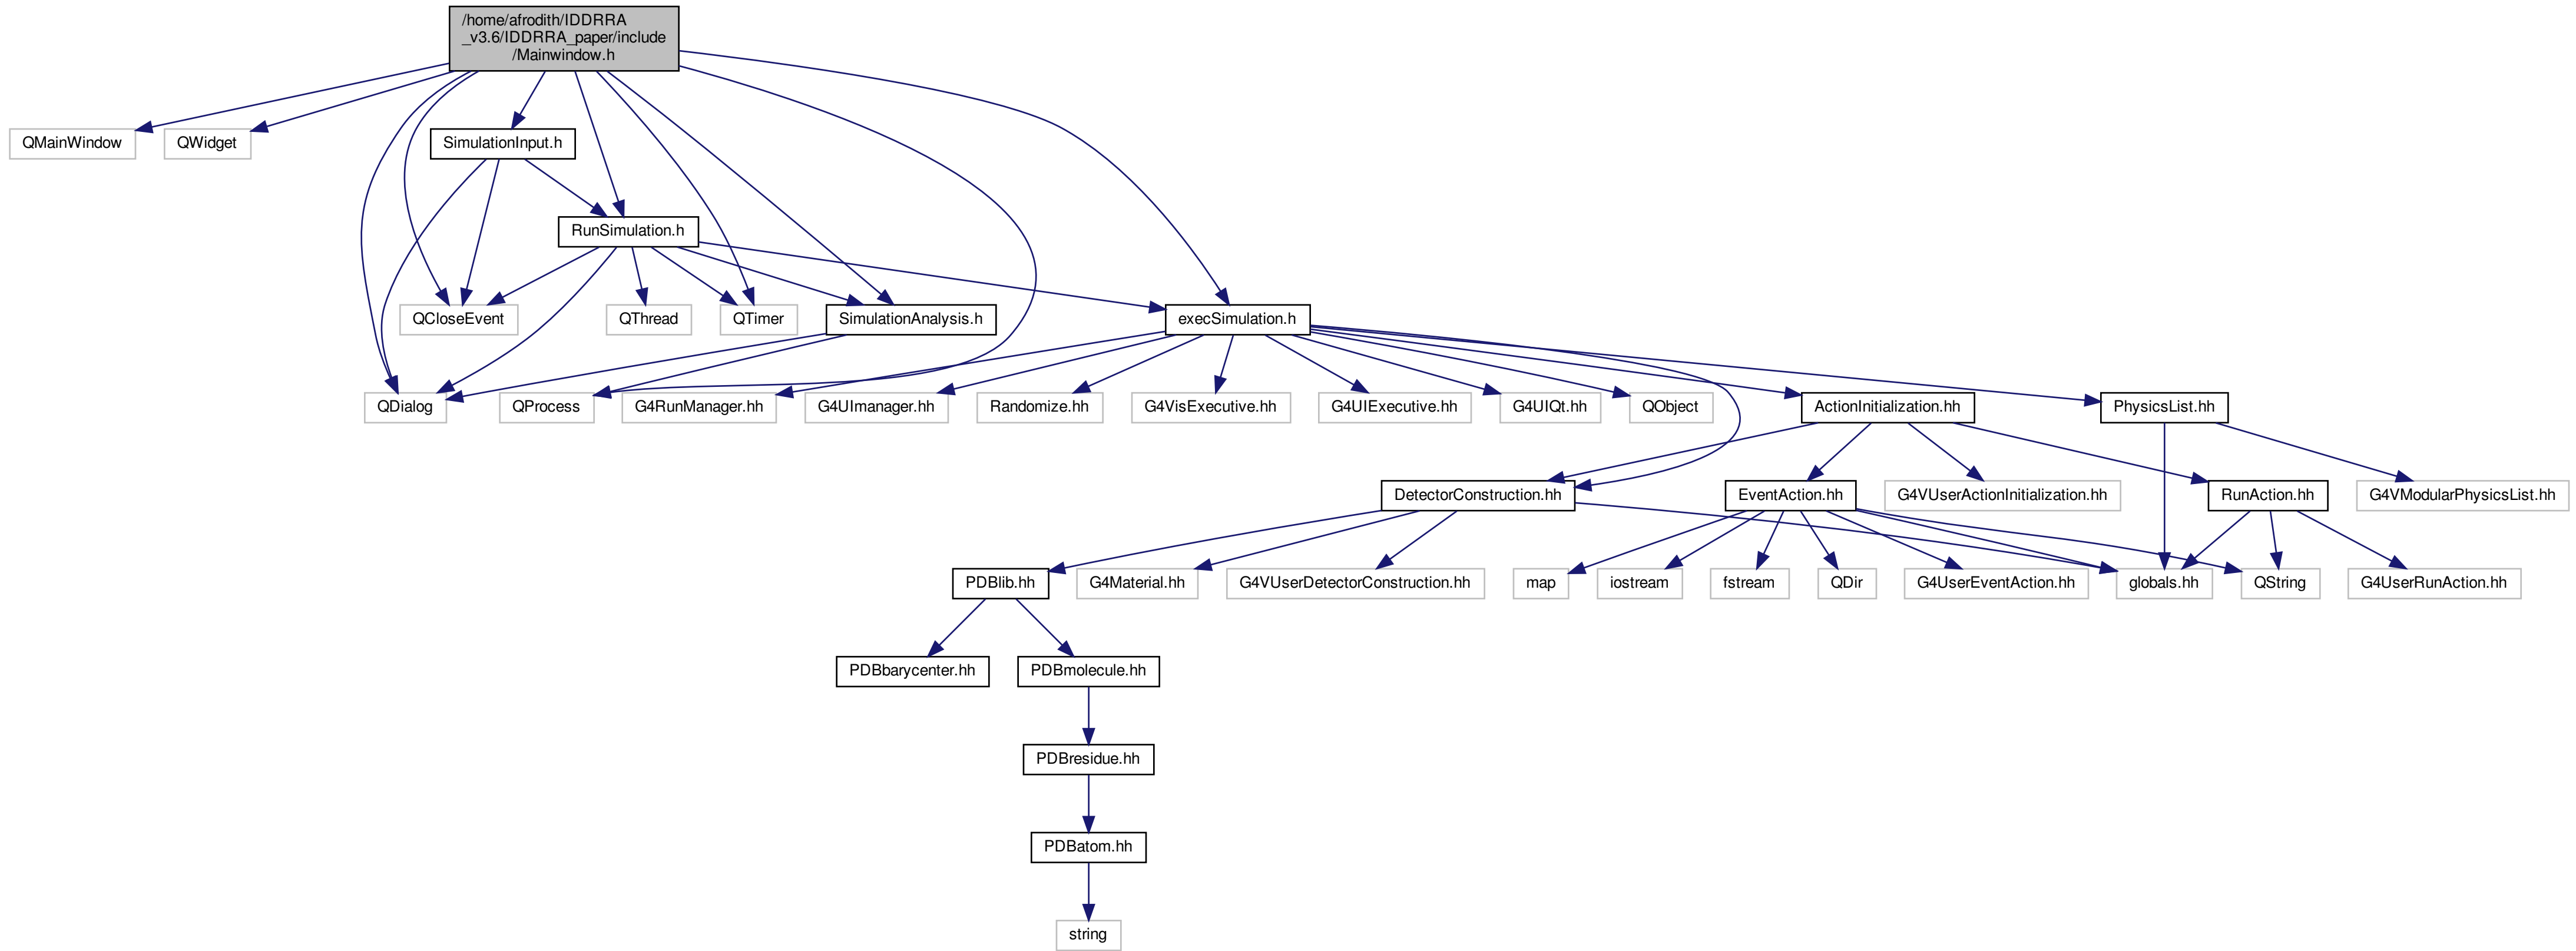 /home/afrodith/IDDRRA
_v3.6/IDDRRA_paper/include
/Mainwindow.h
QMainWindow
QWidget
SimulationInput.h
RunSimulation.h
QCloseEvent
QThread
QTimer
SimulationAnalysis.h
execSimulation.h
QDialog
QProcess
G4RunManager.hh
G4UImanager.hh
Randomize.hh
G4VisExecutive.hh
G4UIExecutive.hh
G4UIQt.hh
QObject
ActionInitialization.hh
PhysicsList.hh
DetectorConstruction.hh
EventAction.hh
G4VUserActionInitialization.hh
RunAction.hh
G4VModularPhysicsList.hh
PDBlib.hh
G4Material.hh
G4VUserDetectorConstruction.hh
map
iostream
fstream
QDir
G4UserEventAction.hh
globals.hh
QString
G4UserRunAction.hh
PDBbarycenter.hh
PDBmolecule.hh
PDBresidue.hh
PDBatom.hh
string